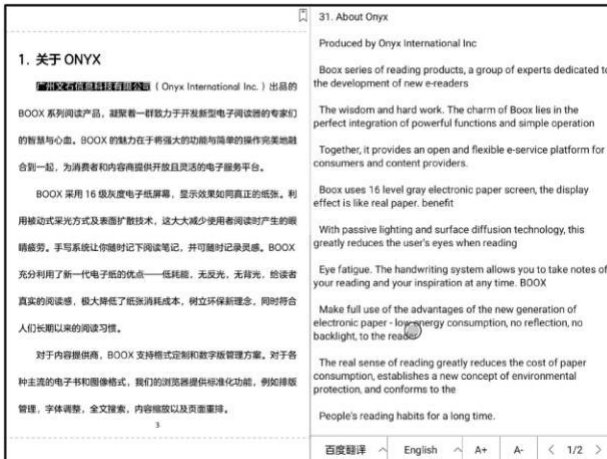 1. 关于 ONYX
广州文石信息科技有限公司（Onyx International Inc.）出品的
BOOX 系列阅读产品，凝聚着一群致力于开发新型电子阅读器的专家们
的智慧与心血。BOOX 的魅力在于将强大的功能与简单的操作完美地融
合到一起，为消费者和内容商提供开放且灵活的电子服务平台。
BOOX 采用 16 级灰度电子纸屏幕，显示效果如同真正的纸张。利
用被动式采光方式及表面扩散技术，这大大减少使用者阅读时产生的眼
睛疲劳。手写系统让你随时记下阅读笔记，并可随时记录灵感。BOOX
充分利用了新一代电子纸的优点——低耗能，无反光，无背光，给读者
真实的阅读感，极大降低了纸张消耗成本，树立环保新理念，同时符合
人们长期以来的阅读习惯。
对于内容提供商，BOOX 支持格式定制和数字版管理方案。对于各
种主流的电子书和图像格式，我们的浏览器提供标准化功能，例如排版
管理，字体调整，全文搜索，内容缩放以及页面重排。
3
31. About Onyx
Produced by Onyx International Inc
Boox series of reading products, a group of experts dedicated to
the development of new e-readers
The wisdom and hard work. The charm of Boox lies in the
perfect integration of powerful functions and simple operation
Together, it provides an open and flexible e-service platform for
consumers and content providers.
Boox uses 16 level gray electronic paper screen, the display
effect is like real paper. benefit
With passive lighting and surface diffusion technology, this
greatly reduces the user's eyes when reading
Eye fatigue. The handwriting system allows you to take notes of
your reading and your inspiration at any time. BOOX
Make full use of the advantages of the new generation of
electronic paper - low energy consumption, no reflection, no
backlight, to the reader
The real sense of reading greatly reduces the cost of paper
consumption, establishes a new concept of environmental
protection, and conforms to the
People's reading habits for a long time.
百度翻译 English A+ A- < 1/2 >